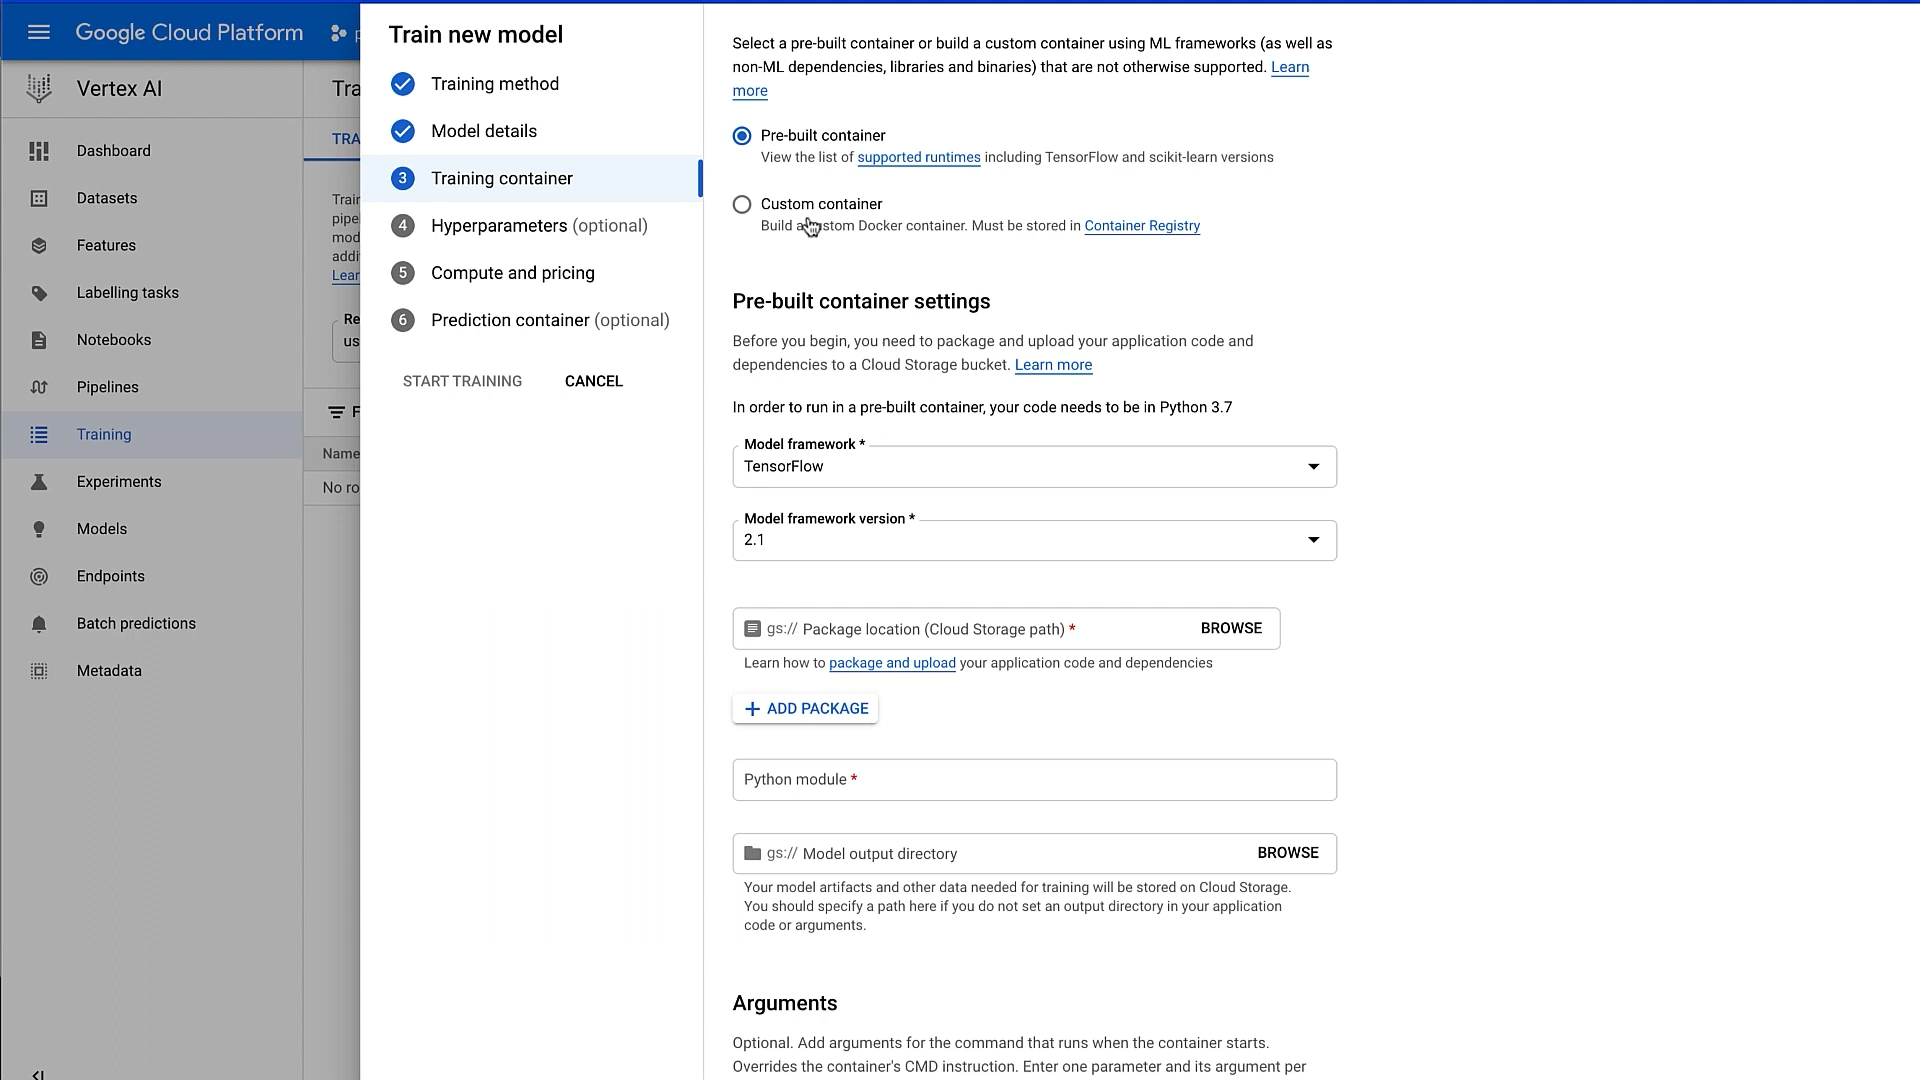 Google Cloud Platform
Vertex AI
Dashboard
Datasets
Features
Labelling tasks
Notebooks
Pipelines
Training
Experiments
Models
Endpoints
Batch predictions
Metadata
Tra
TRA
Train
pipe
mod
addi
Lear
Re
us
F
Name
No ro
Train new model
Training method
Model details
3 Training container
4 Hyperparameters (optional)
5 Compute and pricing
6 Prediction container (optional)
START TRAINING CANCEL
Select a pre-built container or build a custom container using ML frameworks (as well as
non-ML dependencies, libraries and binaries) that are not otherwise supported. Learn
more
Pre-built container
View the list of supported runtimes including TensorFlow and scikit-learn versions
Custom container
Build a custom Docker container. Must be stored in Container Registry
Pre-built container settings
Before you begin, you need to package and upload your application code and
dependencies to a Cloud Storage bucket. Learn more
In order to run in a pre-built container, your code needs to be in Python 3.7
Model framework *
TensorFlow
Model framework version *
2.1
gs:// Package location (Cloud Storage path) * BROWSE
Learn how to package and upload your application code and dependencies
+ ADD PACKAGE
Python module *
gs:// Model output directory BROWSE
Your model artifacts and other data needed for training will be stored on Cloud Storage.
You should specify a path here if you do not set an output directory in your application
code or arguments.
Arguments
Optional. Add arguments for the command that runs when the container starts.
Overrides the container's CMD instruction. Enter one parameter and its argument per